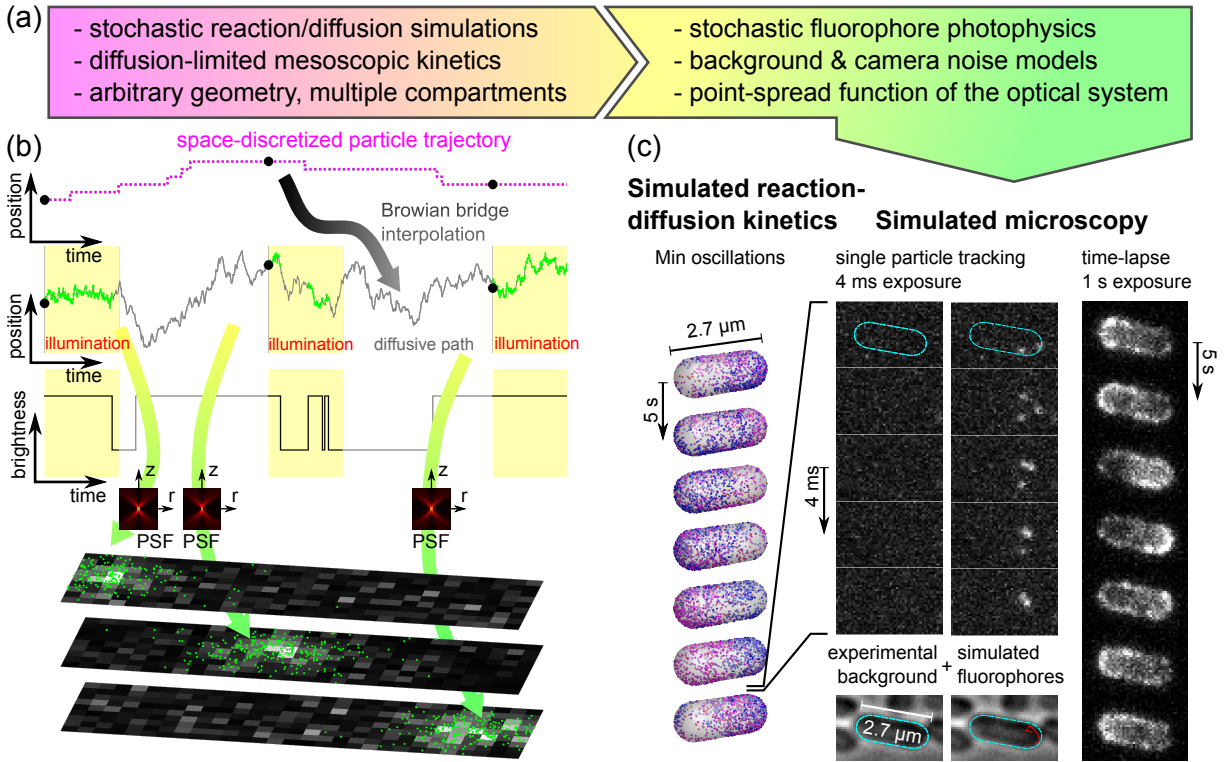 (a)
- stochastic reaction/diffusion simulations
- diffusion-limited mesoscopic kinetics
- arbitrary geometry, multiple compartments
- stochastic fluorophore photophysics
- background & camera noise models
- point-spread function of the optical system
(b)
space-discretized particle trajectory
position
time
Browian bridge
interpolation
position
illumination
illumination
diffusive path
illumination
time
brightness
time
z
r
PSF
z
PSF
z
r
PSF
(c)
Simulated reaction-
diffusion kinetics
Simulated microscopy
Min oscillations
single particle tracking
4 ms exposure
time-lapse
1 s exposure
2.7 µm
5 s
4 ms
5 s
experimental
background
+
simulated
fluorophores
2.7 µm